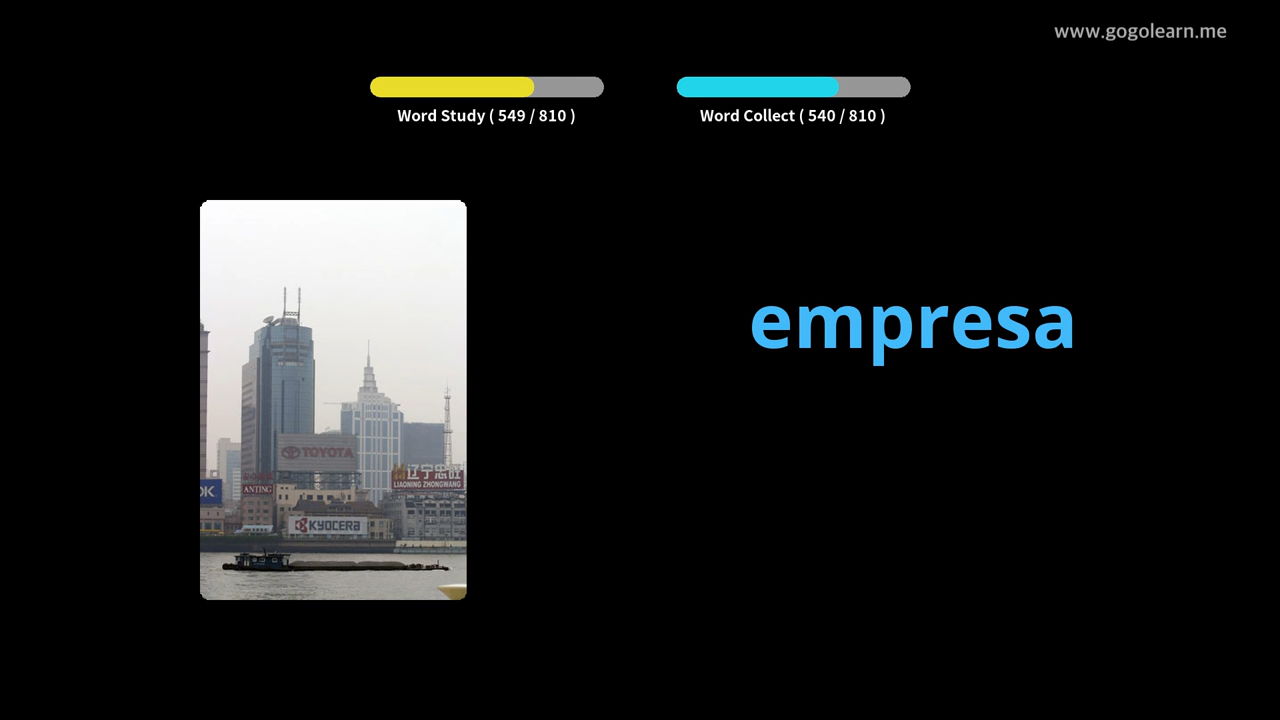 www.gogolearn.me
Word Study ( 549 / 810 )
Word Collect ( 540 / 810 )
empresa
TOYOTA
辽宁忠旺
LIAONING ZHONGWANG
ANTING
OK
KYOCERA